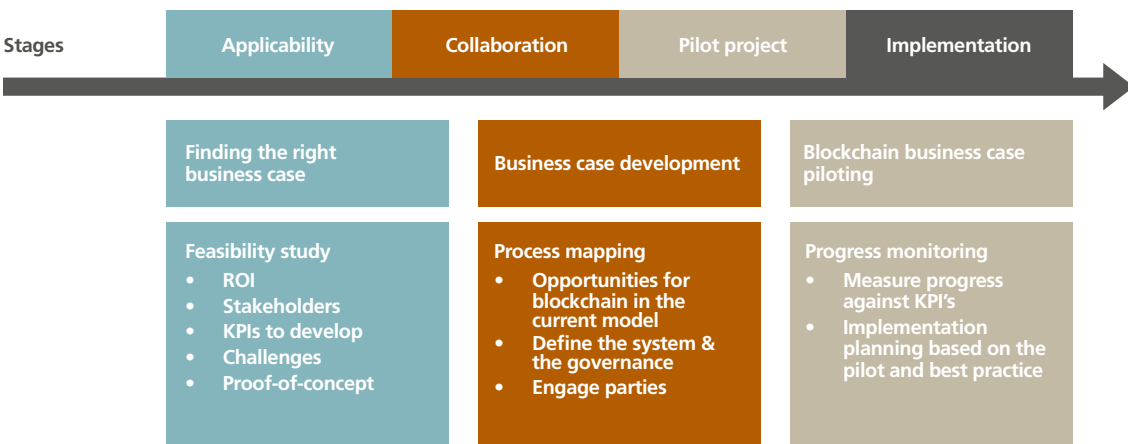 Stages
Applicability
Collaboration
Pilot project
Implementation
Finding the right
business case
Business case development
Blockchain business case
piloting
Feasibility study
• ROI
• Stakeholders
• KPIs to develop
• Challenges
• Proof-of-concept
Process mapping
• Opportunities for
blockchain in the
current model
• Define the system &
the governance
• Engage parties
Progress monitoring
• Measure progress
against KPI's
• Implementation
planning based on the
pilot and best practice